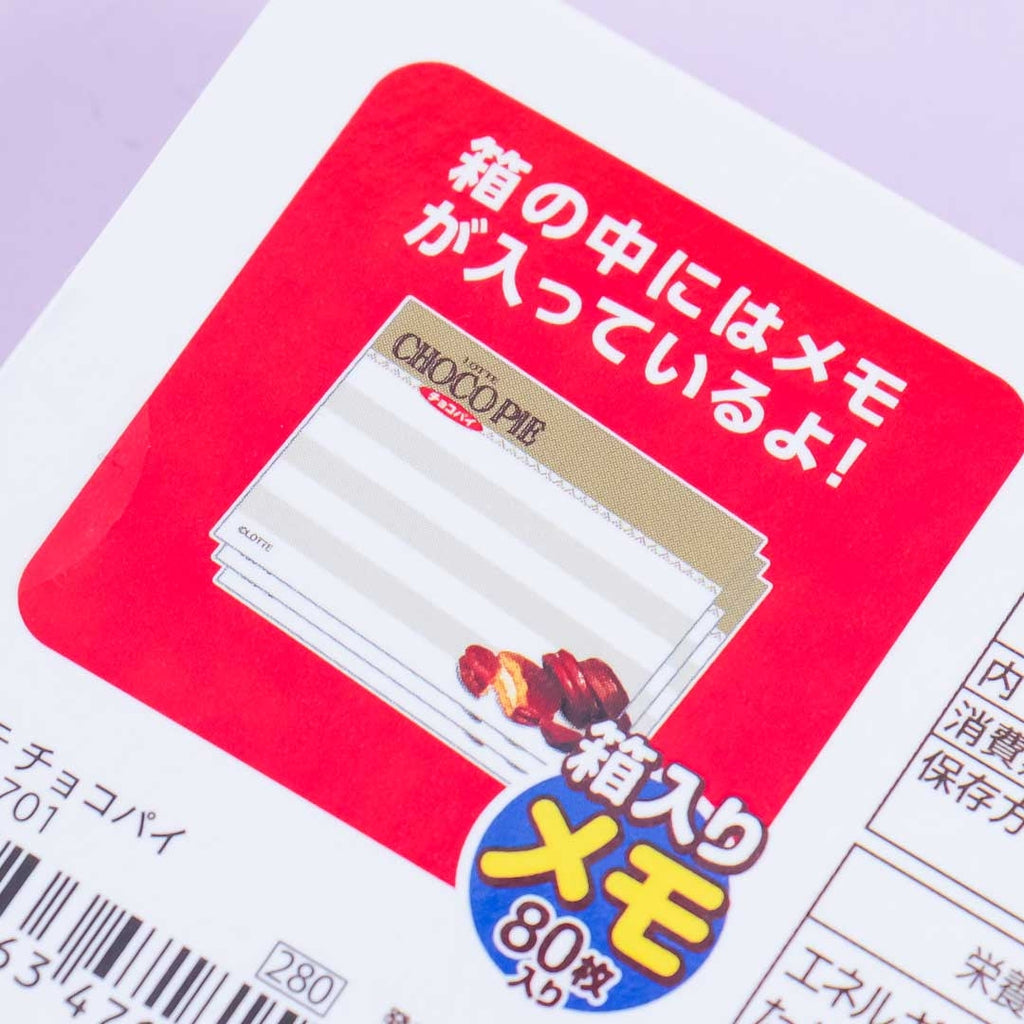 箱の中にはメモ
が入っているよ!
LOTTE
CHOCO PIE
チョコパイ
©LOTTE
箱入り
メモ
80枚
入り
チョコパイ
701
280
内
消費
保存方
栄養
エネル
た